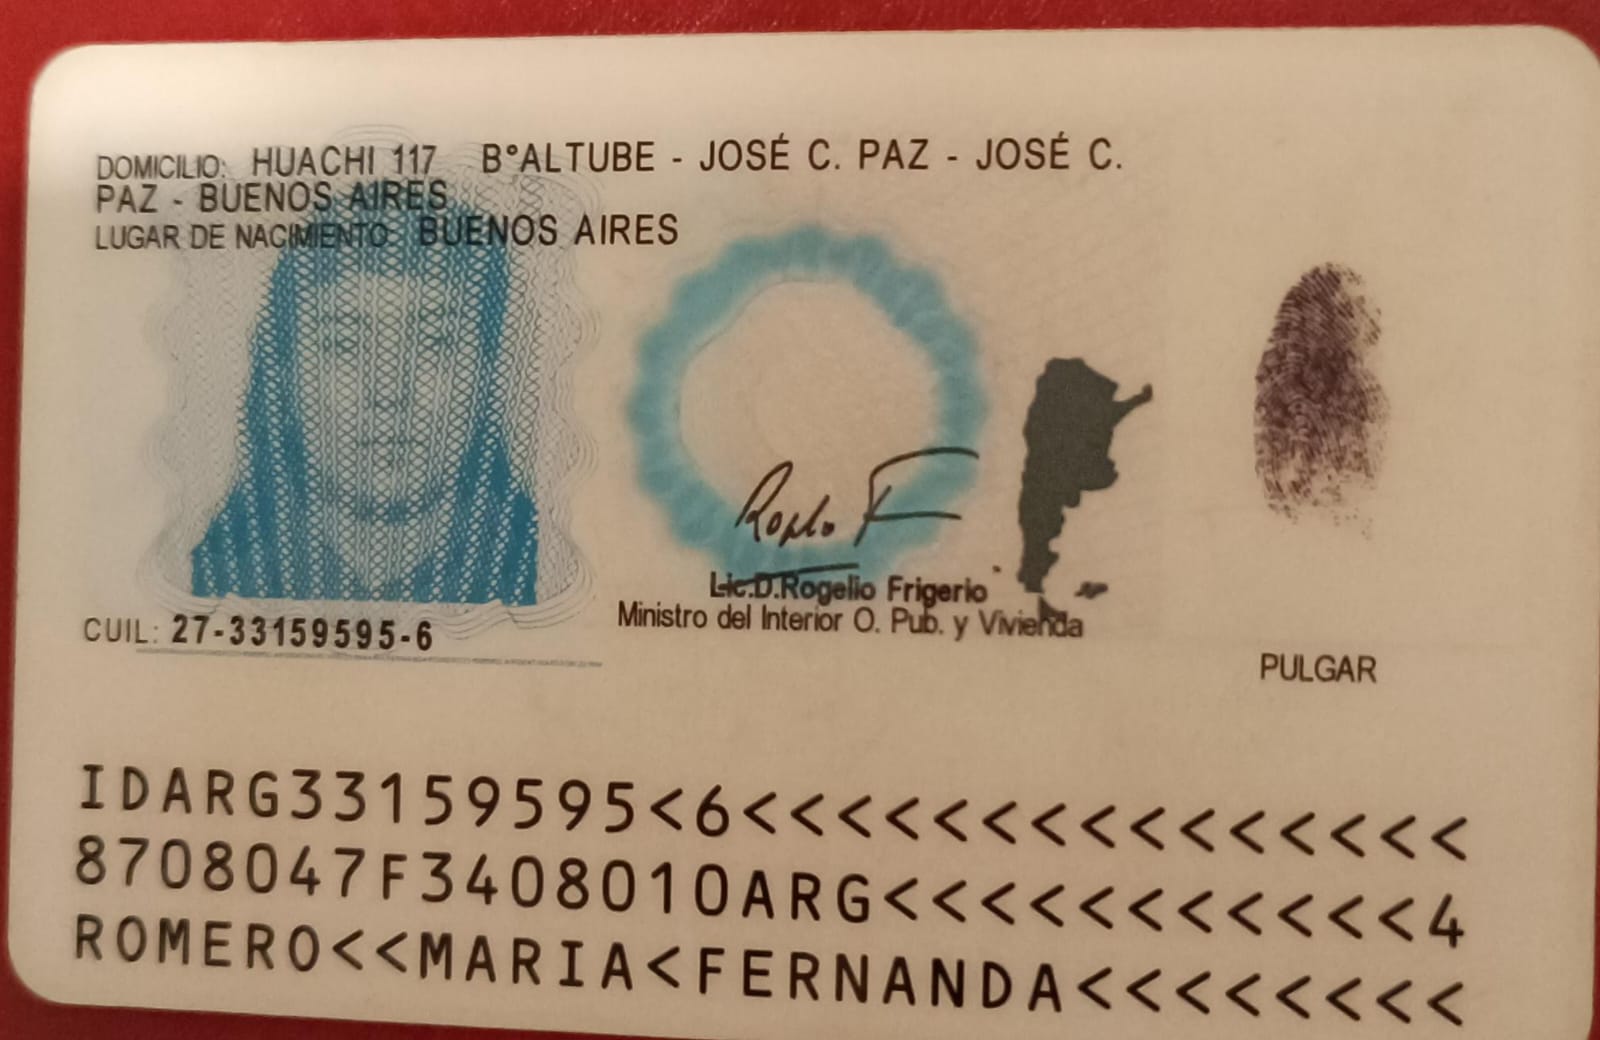 DOMICILIO: HUACHI 117 B°ALTUBE - JOSÉ C. PAZ - JOSÉ C.
PAZ - BUENOS AIRES
LUGAR DE NACIMIENTO: BUENOS AIRES
Lic.D.Rogelio Frigerio
Ministro del Interior O. Pub. y Vivienda
CUIL: 27-33159595-6
PULGAR
IDARG33159595<6<<<<<<<<<<<<<<<
8708047F3408010ARG<<<<<<<<<<<4
ROMERO<<MARIA<FERNANDA<<<<<<<<